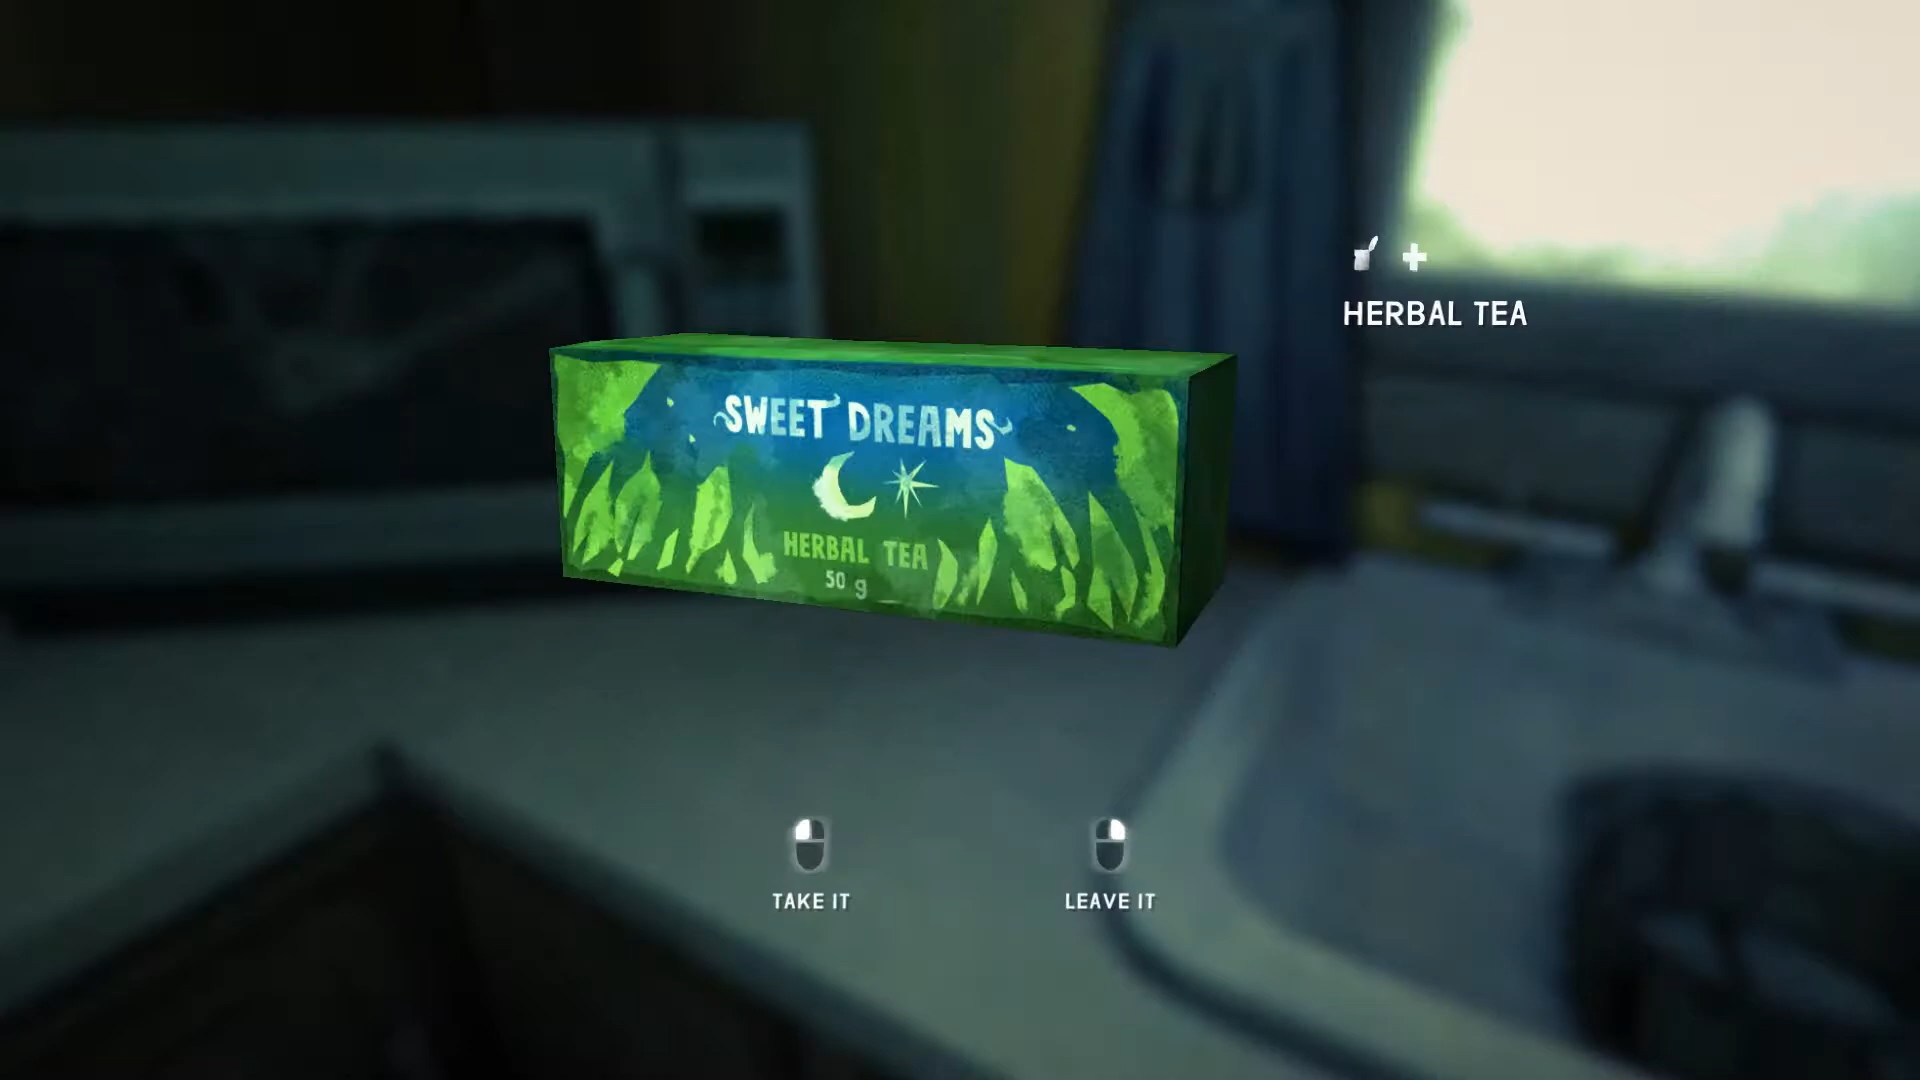 HERBAL TEA
SWEET DREAMS
HERBAL TEA
50 g
TAKE IT
LEAVE IT